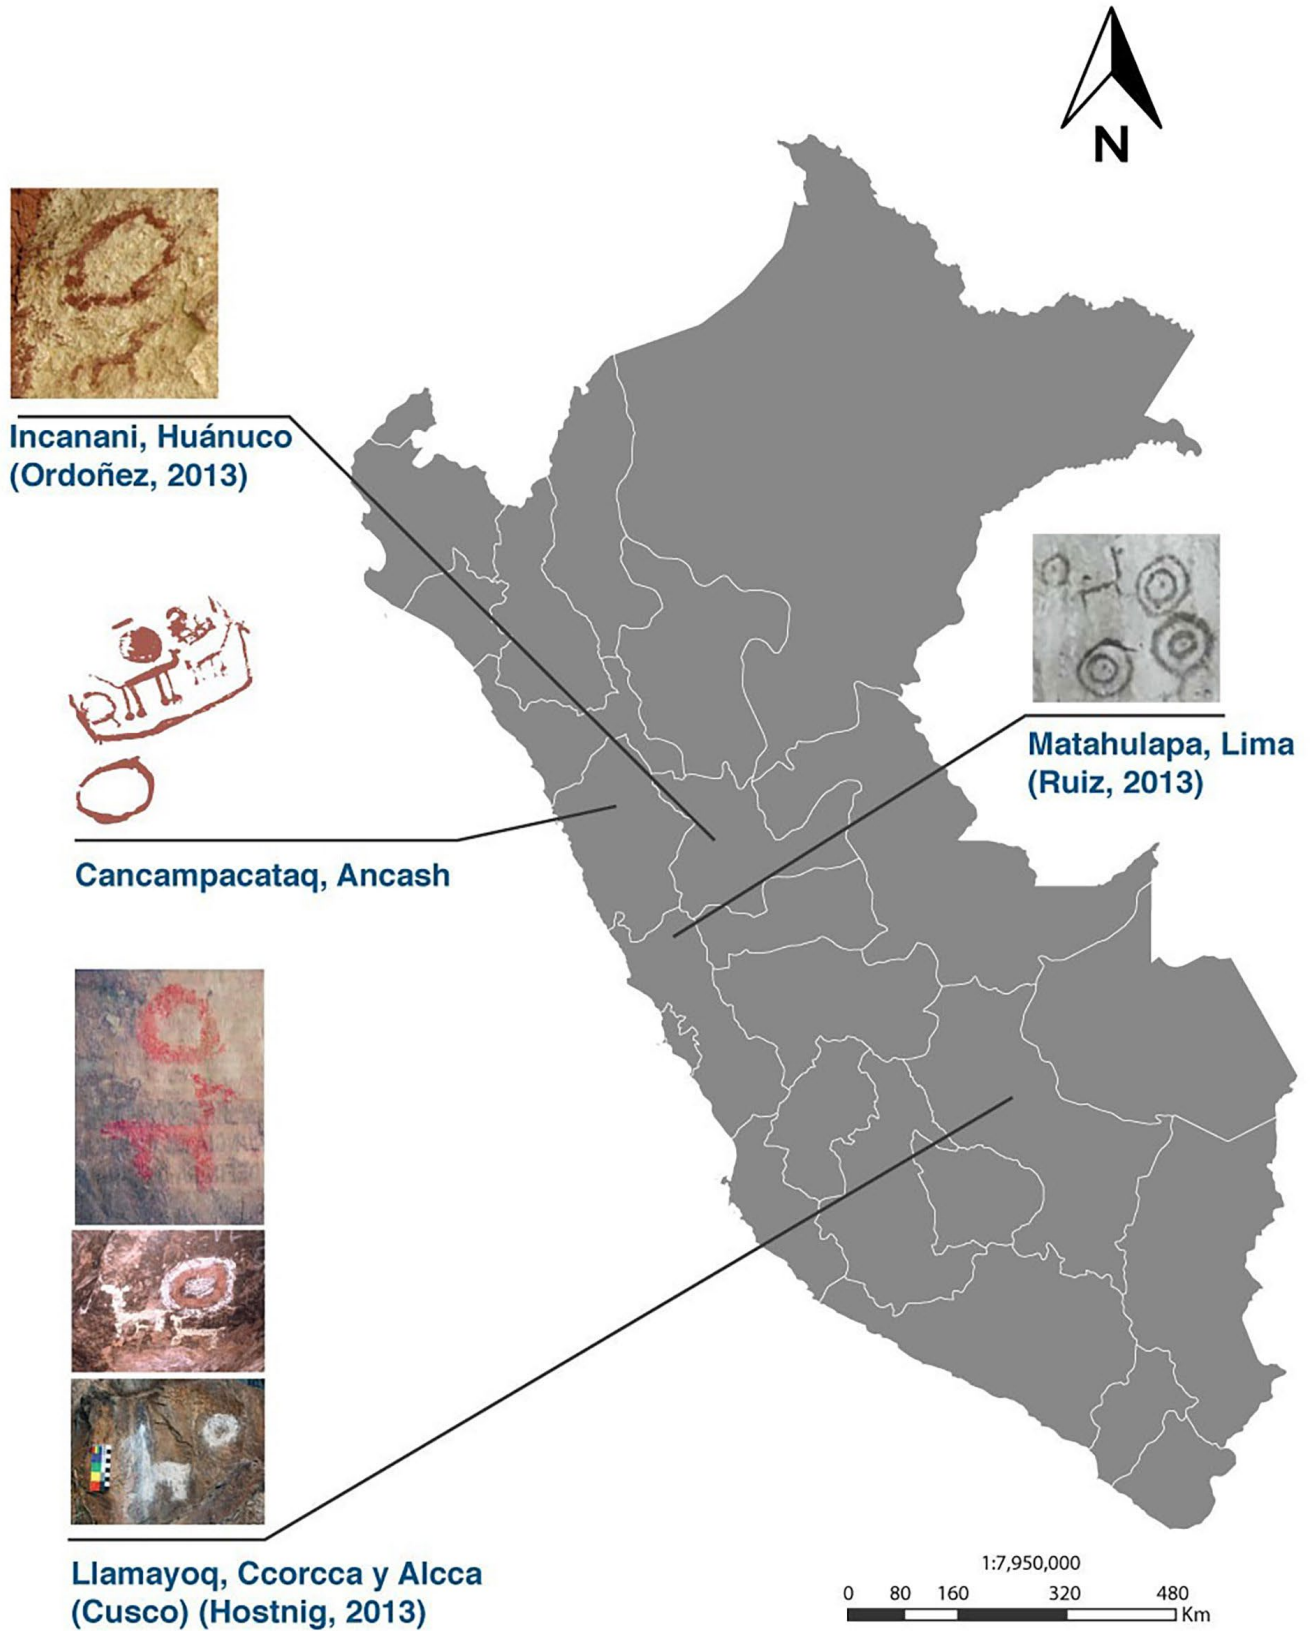 N
Incanani, Huánuco
(Ordoñez, 2013)
Matahulapa, Lima
(Ruiz, 2013)
Cancampacataq, Ancash
Llamayoq, Ccorcca y Alcca
(Cusco) (Hostnig, 2013)
1:7,950,000
0 80 160 320 480
Km